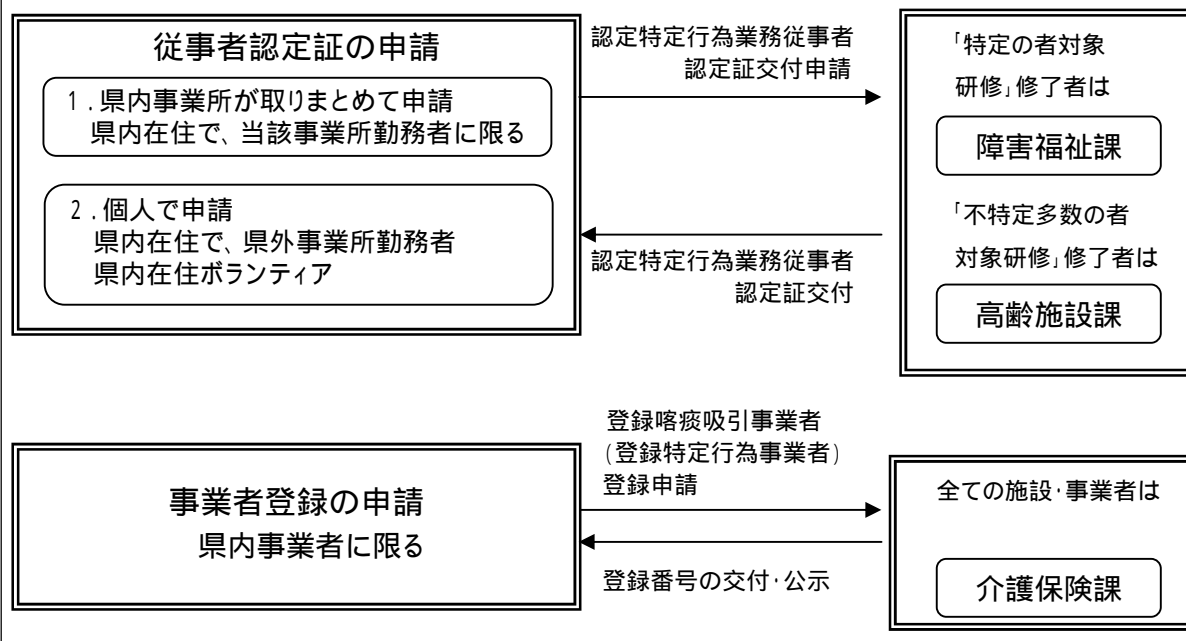 従事者認定証の申請
1.県内事業所が取りまとめて申請
県内在住で、当該事業所勤務者に限る
2.個人で申請
県内在住で、県外事業所勤務者
県内在住ボランティア
認定特定行為業務従事者
認定証交付申請
認定特定行為業務従事者
認定証交付
「特定の者対象
研修」修了者は
障害福祉課
「不特定多数の者
対象研修」修了者は
高齢施設課
事業者登録の申請
県内事業者に限る
登録喀痰吸引事業者
(登録特定行為事業者)
登録申請
登録番号の交付・公示
全ての施設・事業者は
介護保険課